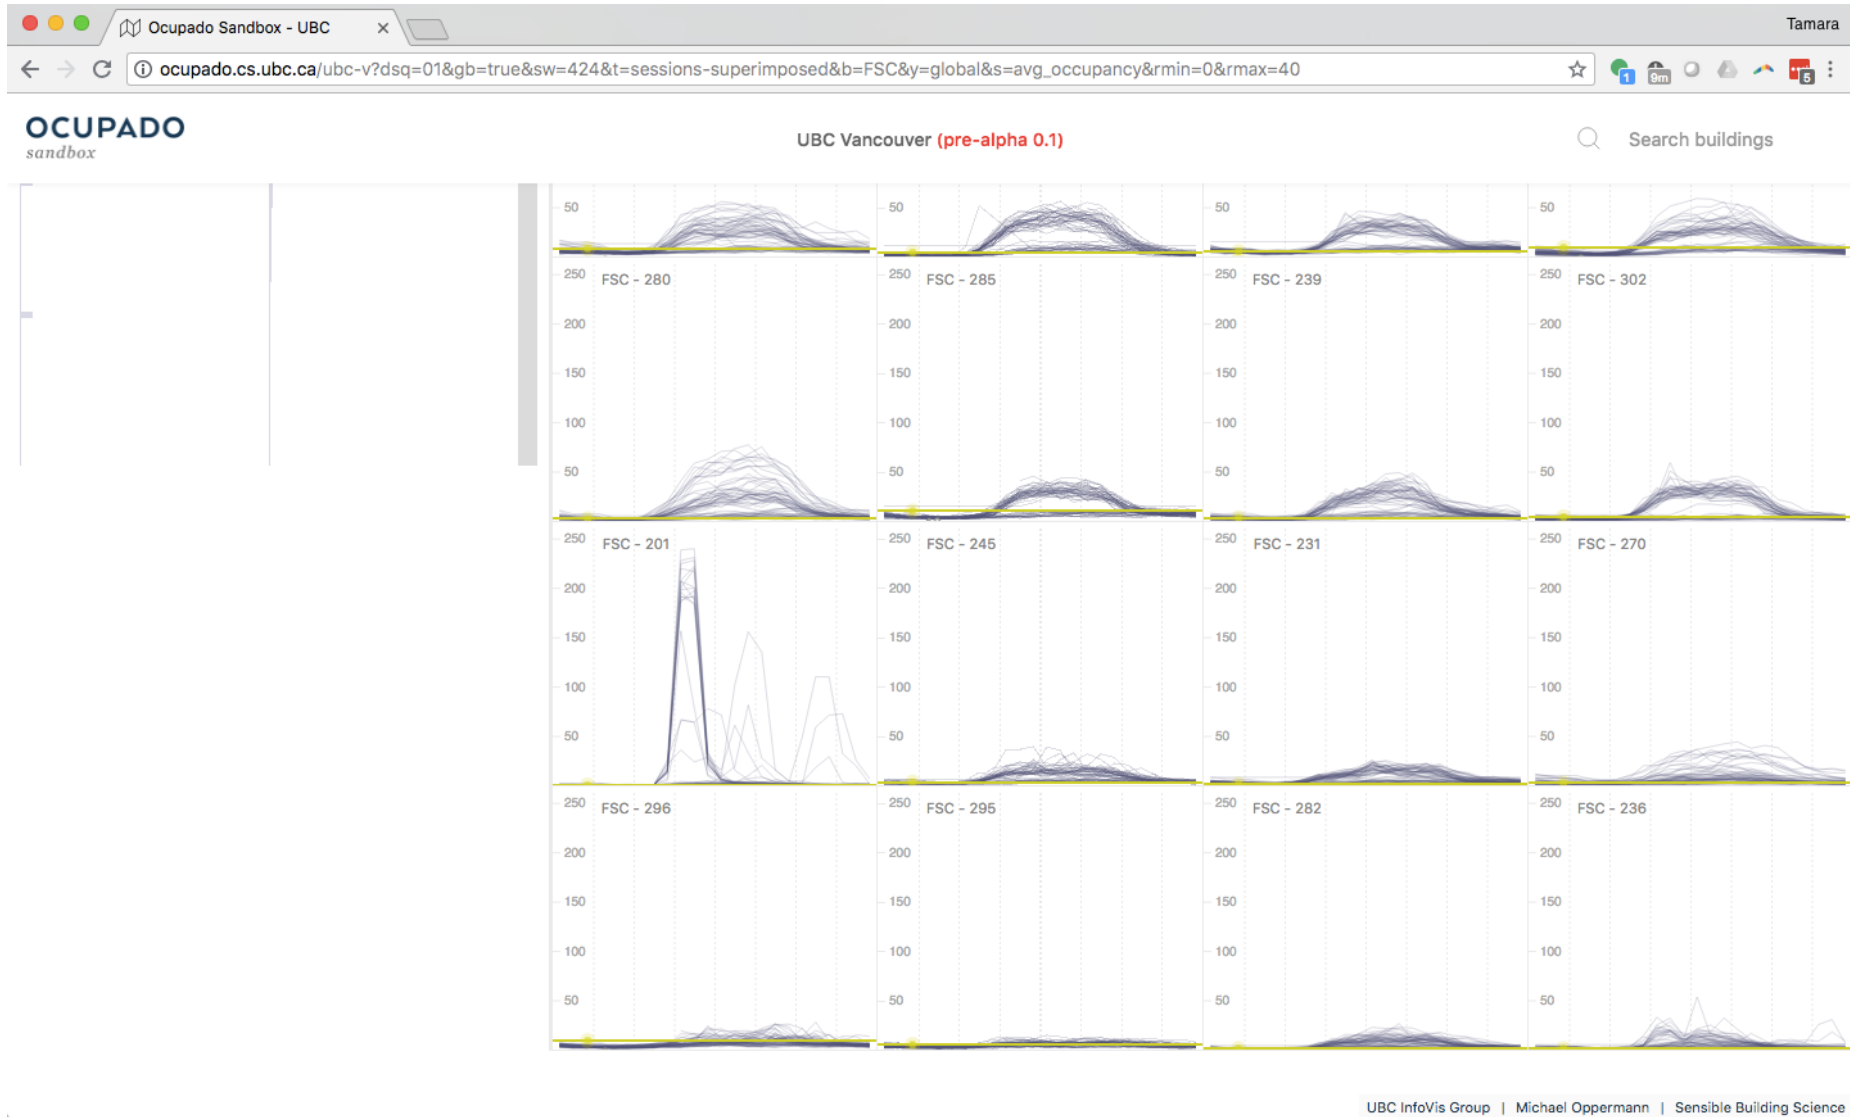 Ocupado Sandbox - UBC
Tamara
ocupado.cs.ubc.ca/ubc-v?dsq=01&gb=true&sw=424&t=sessions-superimposed&b=FSC&y=global&s=avg_occupancy&rmin=0&rmax=40
1
9m
5
OCUPADO
sandbox
UBC Vancouver (pre-alpha 0.1)
Search buildings
50 50 50 50
250 FSC - 280 250 FSC - 285 250 FSC - 239 250 FSC - 302
200 200 200 200
150 150 150 150
100 100 100 100
50 50 50 50
250 FSC - 201 250 FSC - 245 250 FSC - 231 250 FSC - 270
200 200 200 200
150 150 150 150
100 100 100 100
50 50 50 50
250 FSC - 296 250 FSC - 295 250 FSC - 282 250 FSC - 236
200 200 200 200
150 150 150 150
100 100 100 100
50 50 50 50
UBC InfoVis Group | Michael Oppermann | Sensible Building Science